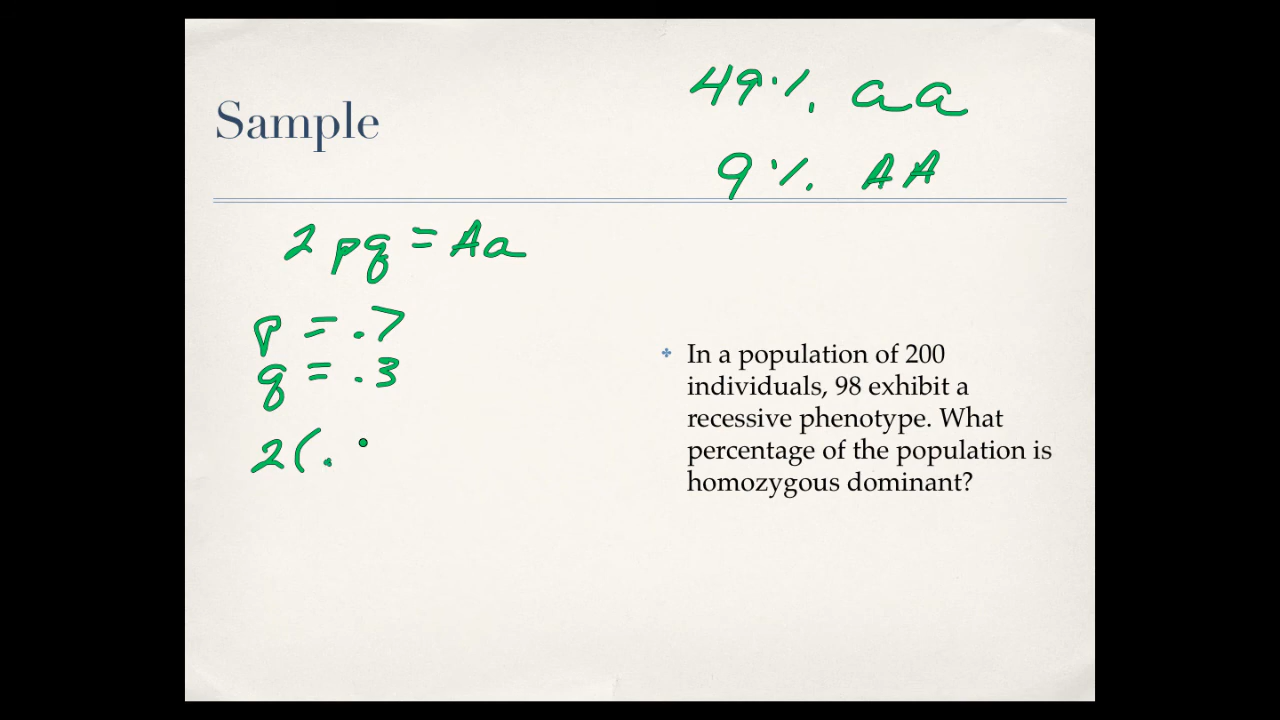 Sample
49% aa
9% AA
2pq = Aa
p = .7
q = .3
2(.
In a population of 200
individuals, 98 exhibit a
recessive phenotype. What
percentage of the population is
homozygous dominant?